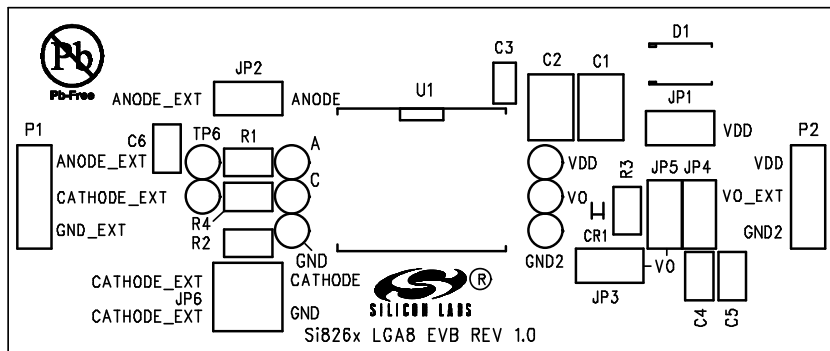 Pb
Pb-Free
JP2
ANODE_EXT
ANODE
U1
C3
C2
C1
D1
JP1
VDD
P1
C6
TP6
R1
A
ANODE_EXT
CATHODE_EXT
GND_EXT
C
R4
R2
GND
VDD
VO
GND2
CR1
R3
JP5
JP4
P2
VDD
VO_EXT
GND2
CATHODE_EXT
CATHODE
JP6
CATHODE_EXT
GND
SILICON LABS
®
JP3
VO
C4
C5
Si826x LGA8 EVB REV 1.0